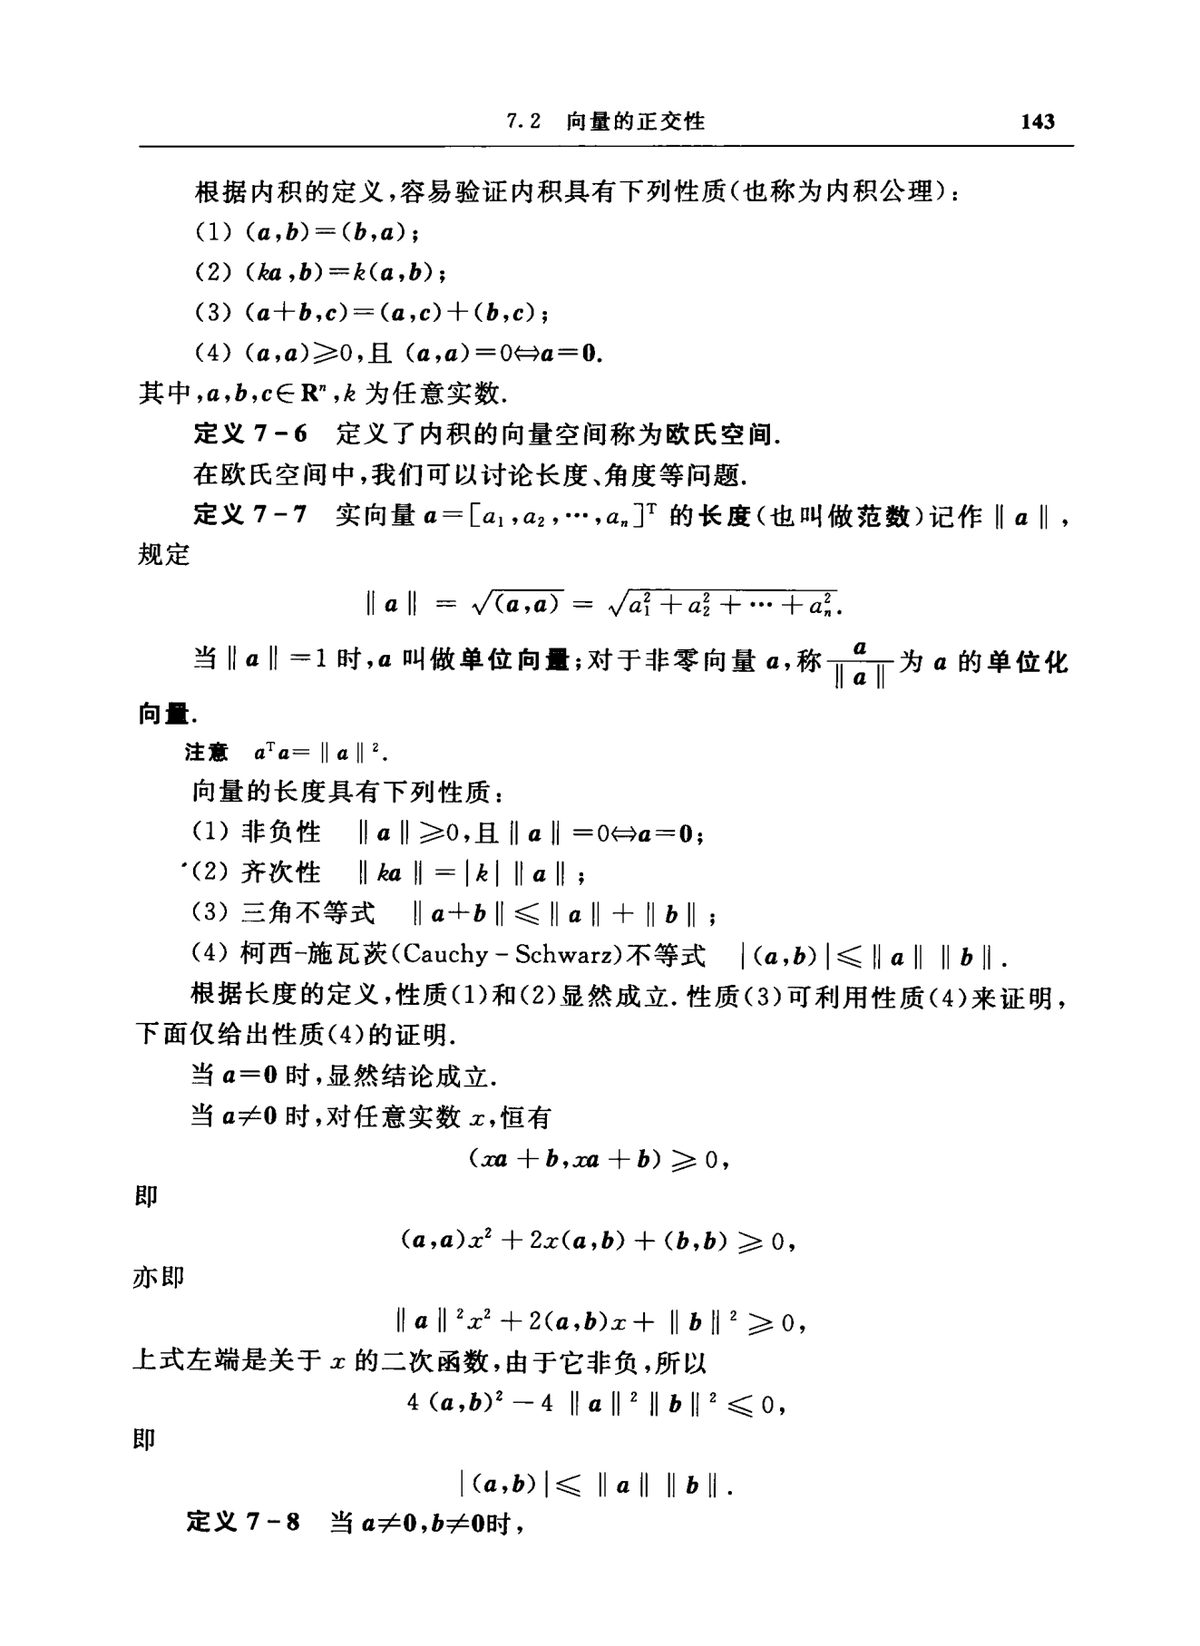 7.2 向量的正交性 143
根据内积的定义,容易验证内积具有下列性质(也称为内积公理):
(1) (a,b)=(b,a);
(2) (ka,b)=k(a,b);
(3) (a+b,c)=(a,c)+(b,c);
(4) (a,a)⩾0,且 (a,a)=0⇔a=0.
其中,a,b,c∈Rⁿ,k 为任意实数.
定义 7-6 定义了内积的向量空间称为欧氏空间.
在欧氏空间中,我们可以讨论长度、角度等问题.
定义 7-7 实向量 a=[a₁,a₂,⋯,aₙ]ᵀ 的长度(也叫做范数)记作 ‖a‖,
规定
‖a‖ = √(a,a) = √(a₁²+a₂²+⋯+aₙ²).
当‖a‖=1 时,a 叫做单位向量;对于非零向量 a,称 a/‖a‖ 为 a 的单位化
向量.
注意 aᵀa=‖a‖².
向量的长度具有下列性质:
(1) 非负性 ‖a‖⩾0,且‖a‖=0⇔a=0;
(2) 齐次性 ‖ka‖=|k|‖a‖;
(3) 三角不等式 ‖a+b‖⩽‖a‖+‖b‖;
(4) 柯西-施瓦茨(Cauchy-Schwarz)不等式 |(a,b)|⩽‖a‖‖b‖.
根据长度的定义,性质(1)和(2)显然成立. 性质(3)可利用性质(4)来证明,
下面仅给出性质(4)的证明.
当 a=0 时,显然结论成立.
当 a≠0 时,对任意实数 x,恒有
(xa+b,xa+b)⩾0,
即
(a,a)x²+2x(a,b)+(b,b)⩾0,
亦即
‖a‖²x²+2(a,b)x+‖b‖²⩾0,
上式左端是关于 x 的二次函数,由于它非负,所以
4(a,b)²-4‖a‖²‖b‖²⩽0,
即
|(a,b)|⩽‖a‖‖b‖.
定义 7-8 当 a≠0,b≠0时,